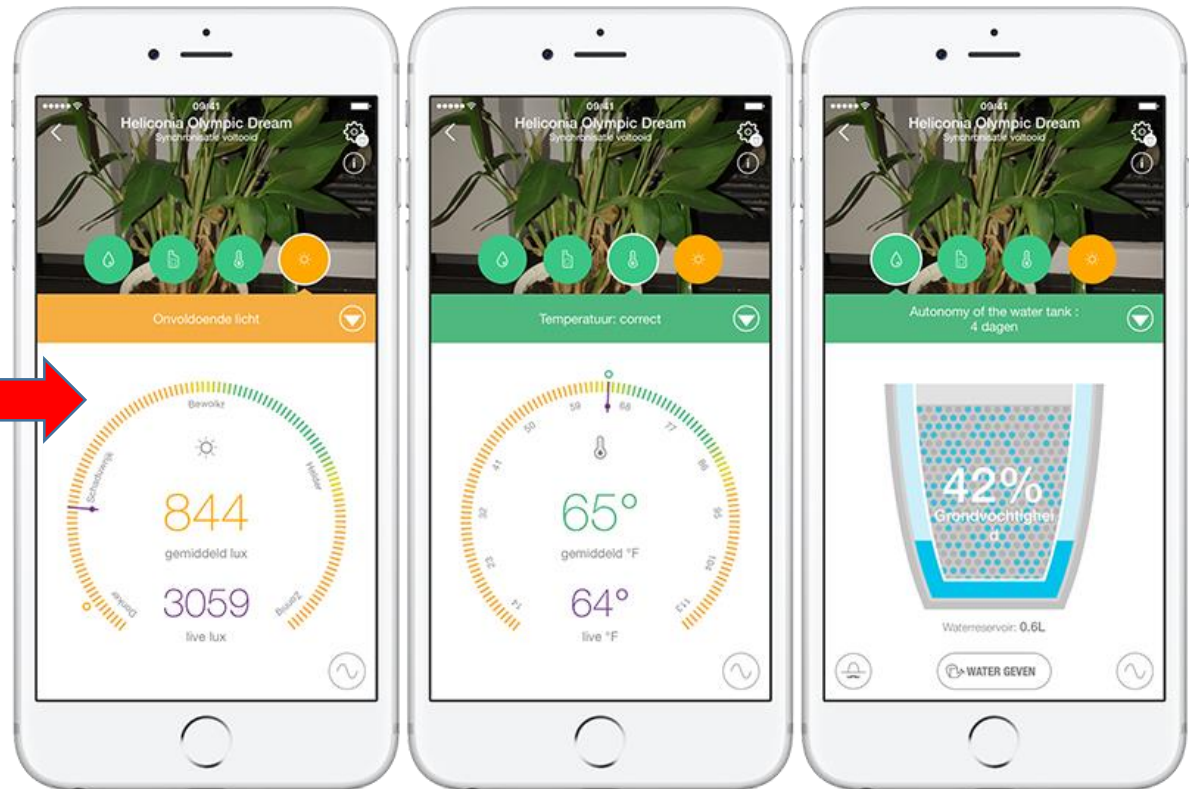 09:41
Heliconia Olympic Dream
Synchronisatie voltooid
Onvoldoende licht
Bewolkt
Schaduwrijk
Helder
Donker
Zonnig
844
gemiddeld lux
3059
live lux
09:41
Heliconia Olympic Dream
Synchronisatie voltooid
Temperatuur: correct
14
23
32
41
50
59
68
77
86
95
104
113
65°
gemiddeld °F
64°
live °F
09:41
Heliconia Olympic Dream
Synchronisatie voltooid
Autonomy of the water tank :
4 dagen
42%
Grondvochtighei
d
Waterreservoir: 0.6L
WATER GEVEN